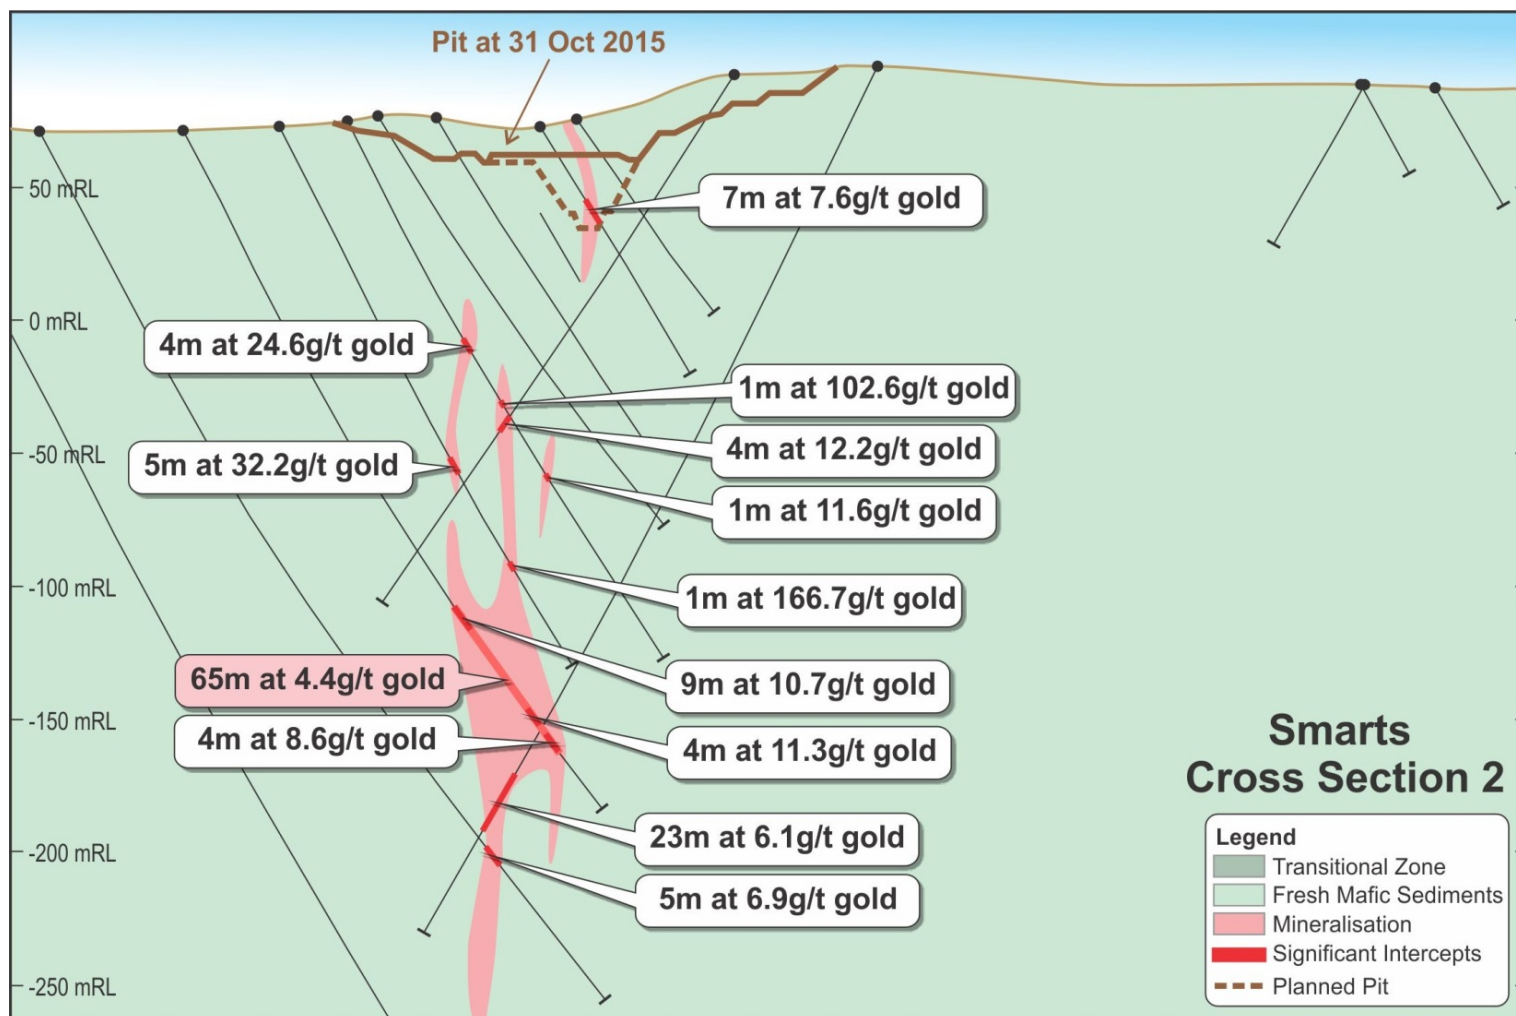 Pit at 31 Oct 2015
50 mRL
7m at 7.6g/t gold
0 mRL
4m at 24.6g/t gold
1m at 102.6g/t gold
4m at 12.2g/t gold
-50 mRL
5m at 32.2g/t gold
1m at 11.6g/t gold
-100 mRL
1m at 166.7g/t gold
65m at 4.4g/t gold
9m at 10.7g/t gold
-150 mRL
4m at 8.6g/t gold
4m at 11.3g/t gold
Smarts
Cross Section 2
23m at 6.1g/t gold
-200 mRL
5m at 6.9g/t gold
-250 mRL
Legend
Transitional Zone
Fresh Mafic Sediments
Mineralisation
Significant Intercepts
Planned Pit